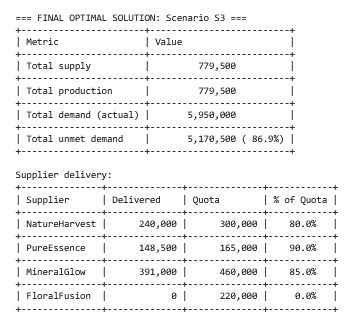 === FINAL OPTIMAL SOLUTION: Scenario S3 ===
+----------------------+----------------------+
| Metric | Value |
+----------------------+----------------------+
| Total supply | 779,500 |
+----------------------+----------------------+
| Total production | 779,500 |
+----------------------+----------------------+
| Total demand (actual) | 5,950,000 |
+----------------------+----------------------+
| Total unmet demand | 5,170,500 ( 86.9%) |
+----------------------+----------------------+
Supplier delivery:
+---------------+------------+------------+------------+
| Supplier | Delivered | Quota | % of Quota |
+---------------+------------+------------+------------+
| NatureHarvest | 240,000 | 300,000 | 80.0% |
+---------------+------------+------------+------------+
| PureEssence | 148,500 | 165,000 | 90.0% |
+---------------+------------+------------+------------+
| MineralGlow | 391,000 | 460,000 | 85.0% |
+---------------+------------+------------+------------+
| FloralFusion | 0 | 220,000 | 0.0% |
+---------------+------------+------------+------------+